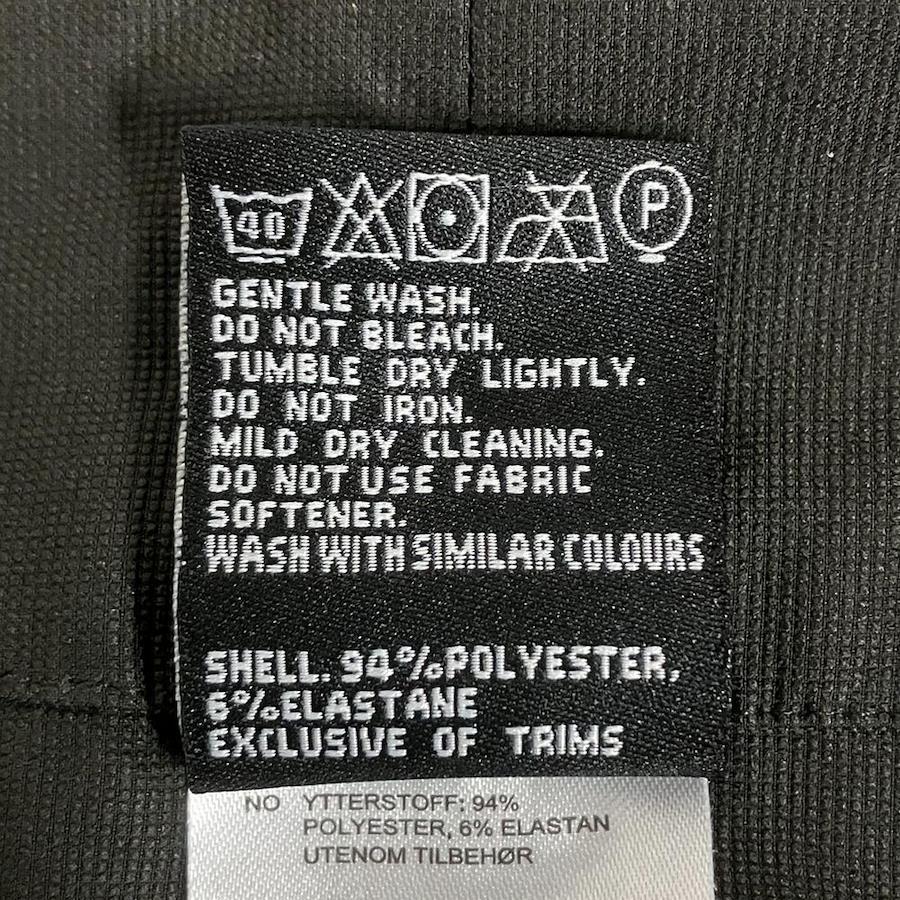 40 P
GENTLE WASH.
DO NOT BLEACH.
TUMBLE DRY LIGHTLY.
DO NOT IRON.
MILD DRY CLEANING.
DO NOT USE FABRIC
SOFTENER.
WASH WITH SIMILAR COLOURS
SHELL. 94%POLYESTER,
6%ELASTANE
EXCLUSIVE OF TRIMS
NO YTTERSTOFF: 94%
POLYESTER, 6% ELASTAN
UTENOM TILBEHØR